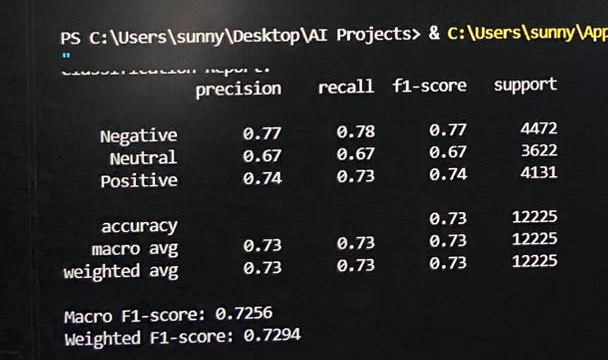 PS C:\Users\sunny\Desktop\AI Projects> & C:\Users\sunny\App
"
Classification Report:
precision recall f1-score support
Negative 0.77 0.78 0.77 4472
Neutral 0.67 0.67 0.67 3622
Positive 0.74 0.73 0.74 4131
accuracy 0.73 12225
macro avg 0.73 0.73 0.73 12225
weighted avg 0.73 0.73 0.73 12225
Macro F1-score: 0.7256
Weighted F1-score: 0.7294